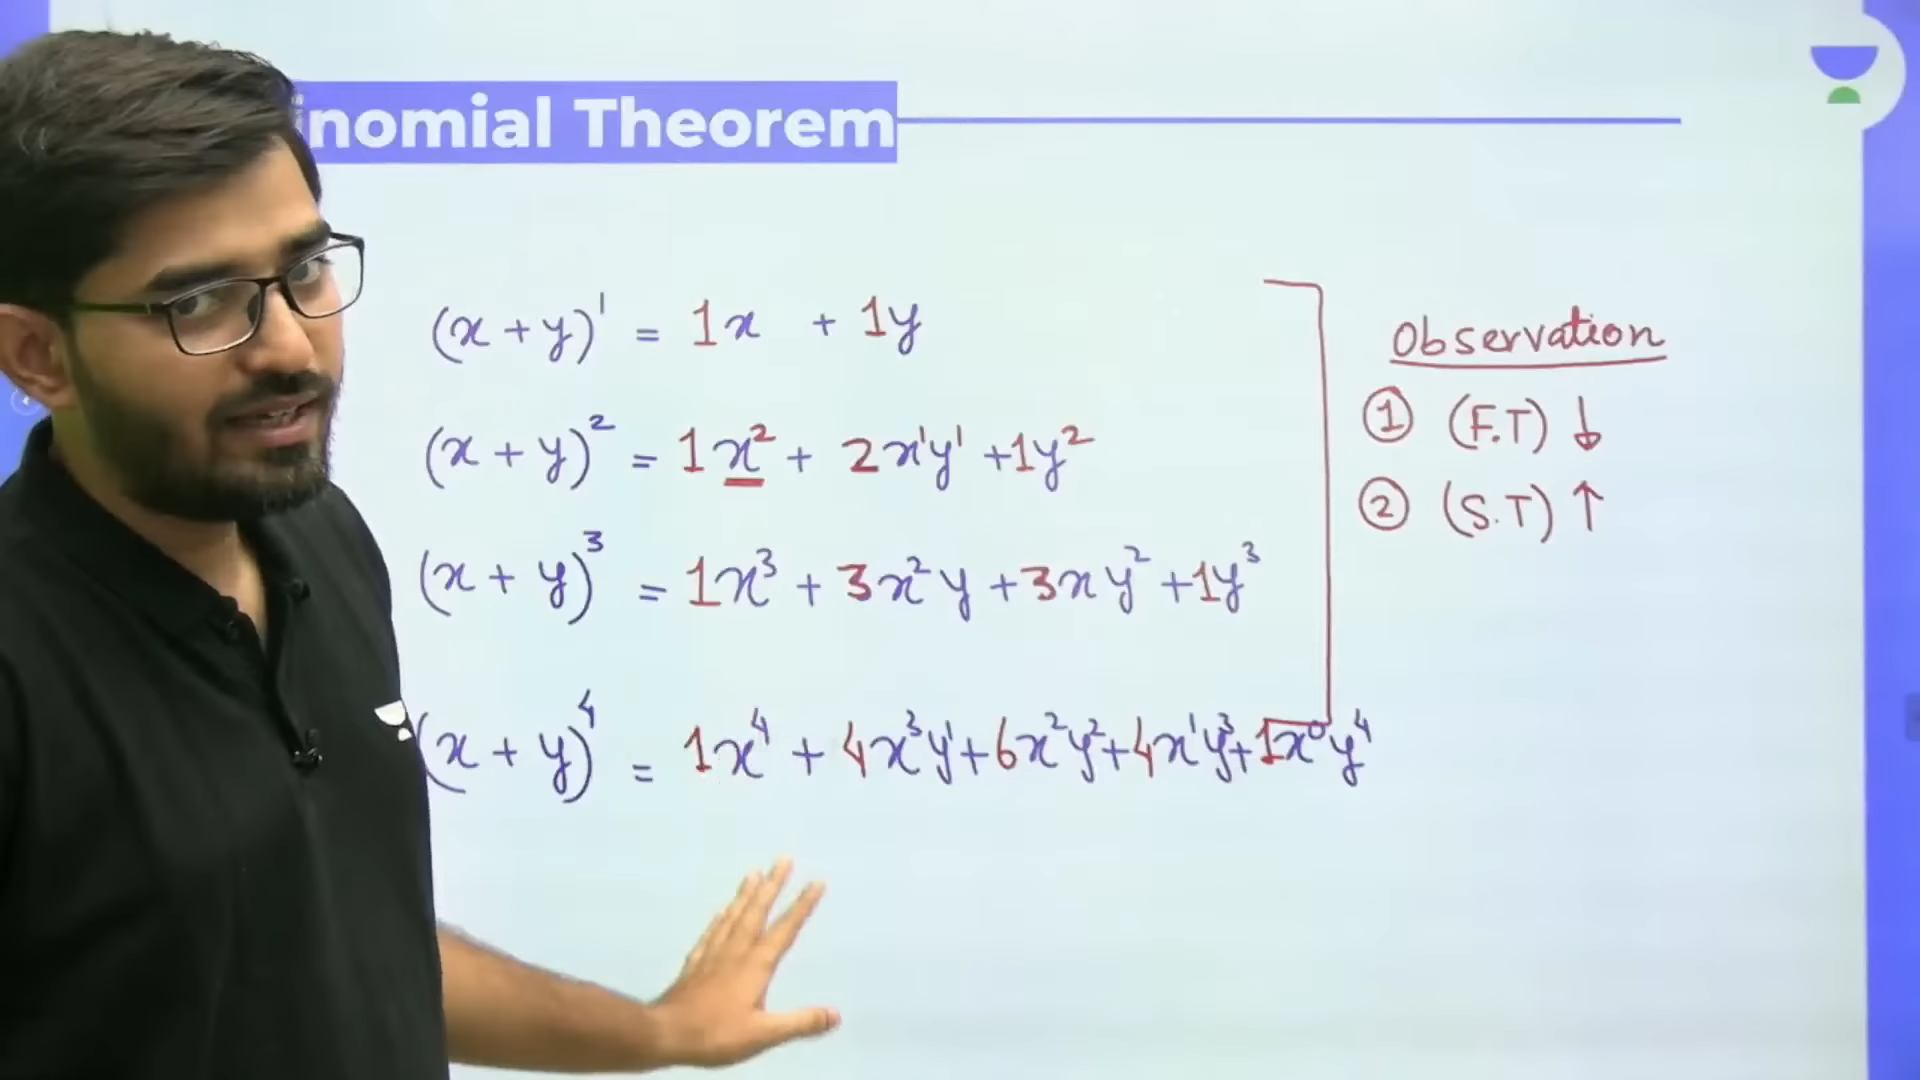 inomial Theorem
(x + y)¹ = 1x + 1y
(x + y)² = 1x² + 2x¹y¹ + 1y²
(x + y)³ = 1x³ + 3x²y + 3xy² + 1y³
(x + y)⁴ = 1x⁴ + 4x³y¹ + 6x²y² + 4x¹y³ + 1x⁰y⁴
Observation
① (F.T) ↓
② (S.T) ↑